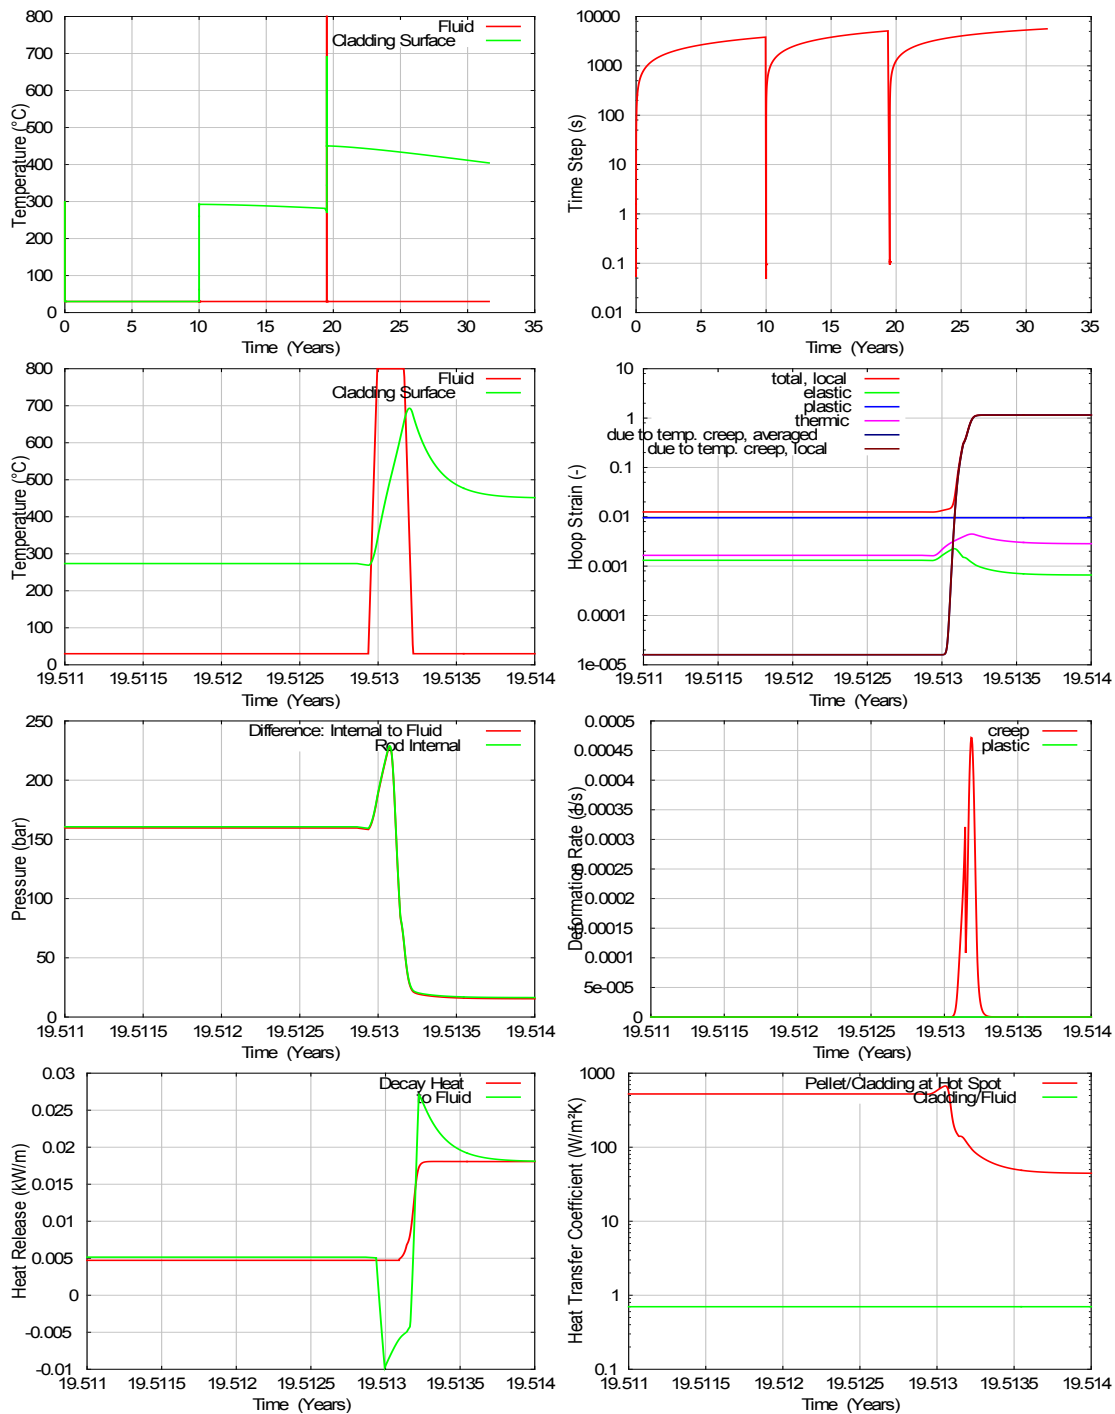 800
700
600
500
400
300
200
100
0
Temperature (°C)
Fluid
Cladding Surface
0 5 10 15 20 25 30 35
Time (Years)
10000
1000
100
10
1
0.1
0.01
Time Step (s)
0 5 10 15 20 25 30 35
Time (Years)
800
700
600
500
400
300
200
100
0
Temperature (°C)
Fluid
Cladding Surface
19.511 19.5115 19.512 19.5125 19.513 19.5135 19.514
Time (Years)
10
1
0.1
0.01
0.001
0.0001
1e-005
Hoop Strain (-)
total, local
elastic
plastic
thermic
due to temp. creep, averaged
due to temp. creep, local
19.511 19.5115 19.512 19.5125 19.513 19.5135 19.514
Time (Years)
250
200
150
100
50
0
Pressure (bar)
Difference: Internal to Fluid
Rod Internal
19.511 19.5115 19.512 19.5125 19.513 19.5135 19.514
Time (Years)
0.0005
0.00045
0.0004
0.00035
0.0003
0.00025
0.0002
0.00015
0.0001
5e-005
0
Deformation Rate (1/s)
creep
plastic
19.511 19.5115 19.512 19.5125 19.513 19.5135 19.514
Time (Years)
0.03
0.025
0.02
0.015
0.01
0.005
0
-0.005
-0.01
Heat Release (kW/m)
Decay Heat
to Fluid
19.511 19.5115 19.512 19.5125 19.513 19.5135 19.514
Time (Years)
1000
100
10
1
0.1
Heat Transfer Coefficient (W/m²K)
Pellet/Cladding at Hot Spot
Cladding/Fluid
19.511 19.5115 19.512 19.5125 19.513 19.5135 19.514
Time (Years)